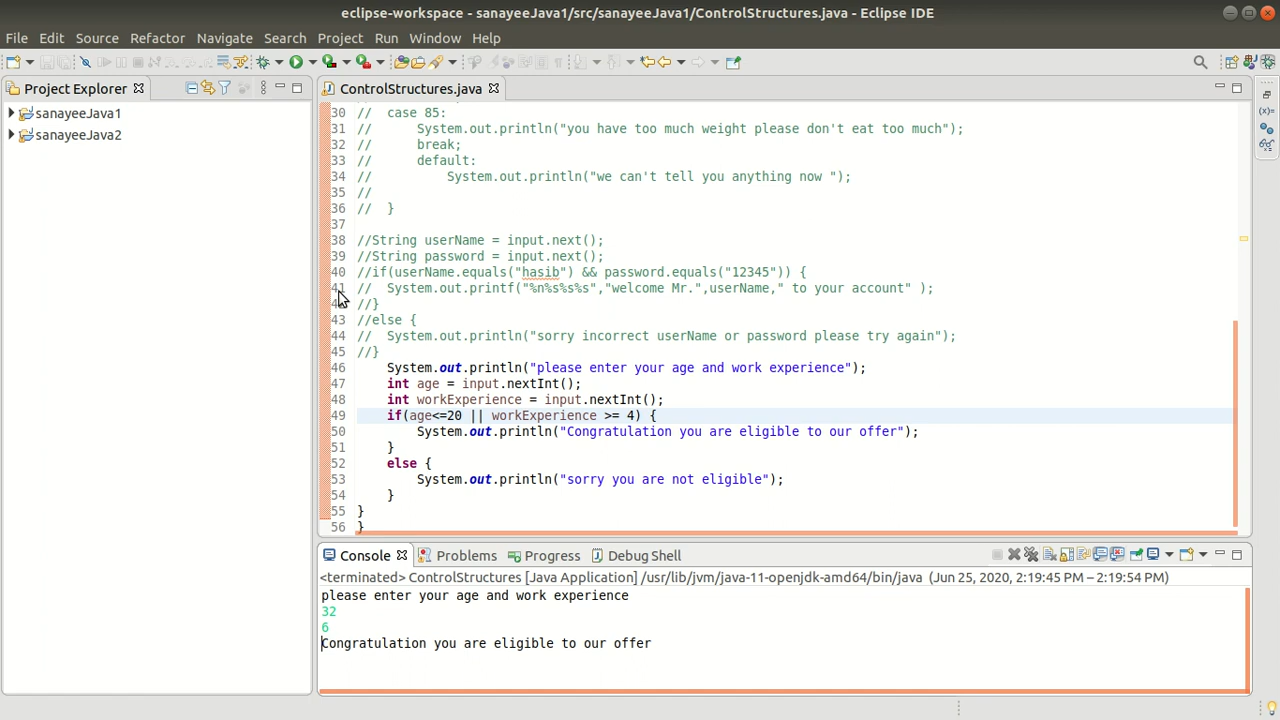 eclipse-workspace - sanayeeJava1/src/sanayeeJava1/ControlStructures.java - Eclipse IDE
File Edit Source Refactor Navigate Search Project Run Window Help
Project Explorer
ControlStructures.java
sanayeeJava1
sanayeeJava2
30 //  case 85:
31 //      System.out.println("you have too much weight please don't eat too much");
32 //      break;
33 //      default:
34 //          System.out.println("we can't tell you anything now ");
35 //
36 //  }
37
38 //String userName = input.next();
39 //String password = input.next();
40 //if(userName.equals("hasib") && password.equals("12345")) {
41 //  System.out.printf("%n%s%s%s","welcome Mr.",userName," to your account" );
//}
43 //else {
44 //  System.out.println("sorry incorrect userName or password please try again");
45 //}
46     System.out.println("please enter your age and work experience");
47     int age = input.nextInt();
48     int workExperience = input.nextInt();
49     if(age<=20 || workExperience >= 4) {
50         System.out.println("Congratulation you are eligible to our offer");
51     }
52     else {
53         System.out.println("sorry you are not eligible");
54     }
55 }
56 }
Console Problems Progress Debug Shell
<terminated> ControlStructures [Java Application] /usr/lib/jvm/java-11-openjdk-amd64/bin/java (Jun 25, 2020, 2:19:45 PM – 2:19:54 PM)
please enter your age and work experience
32
6
Congratulation you are eligible to our offer